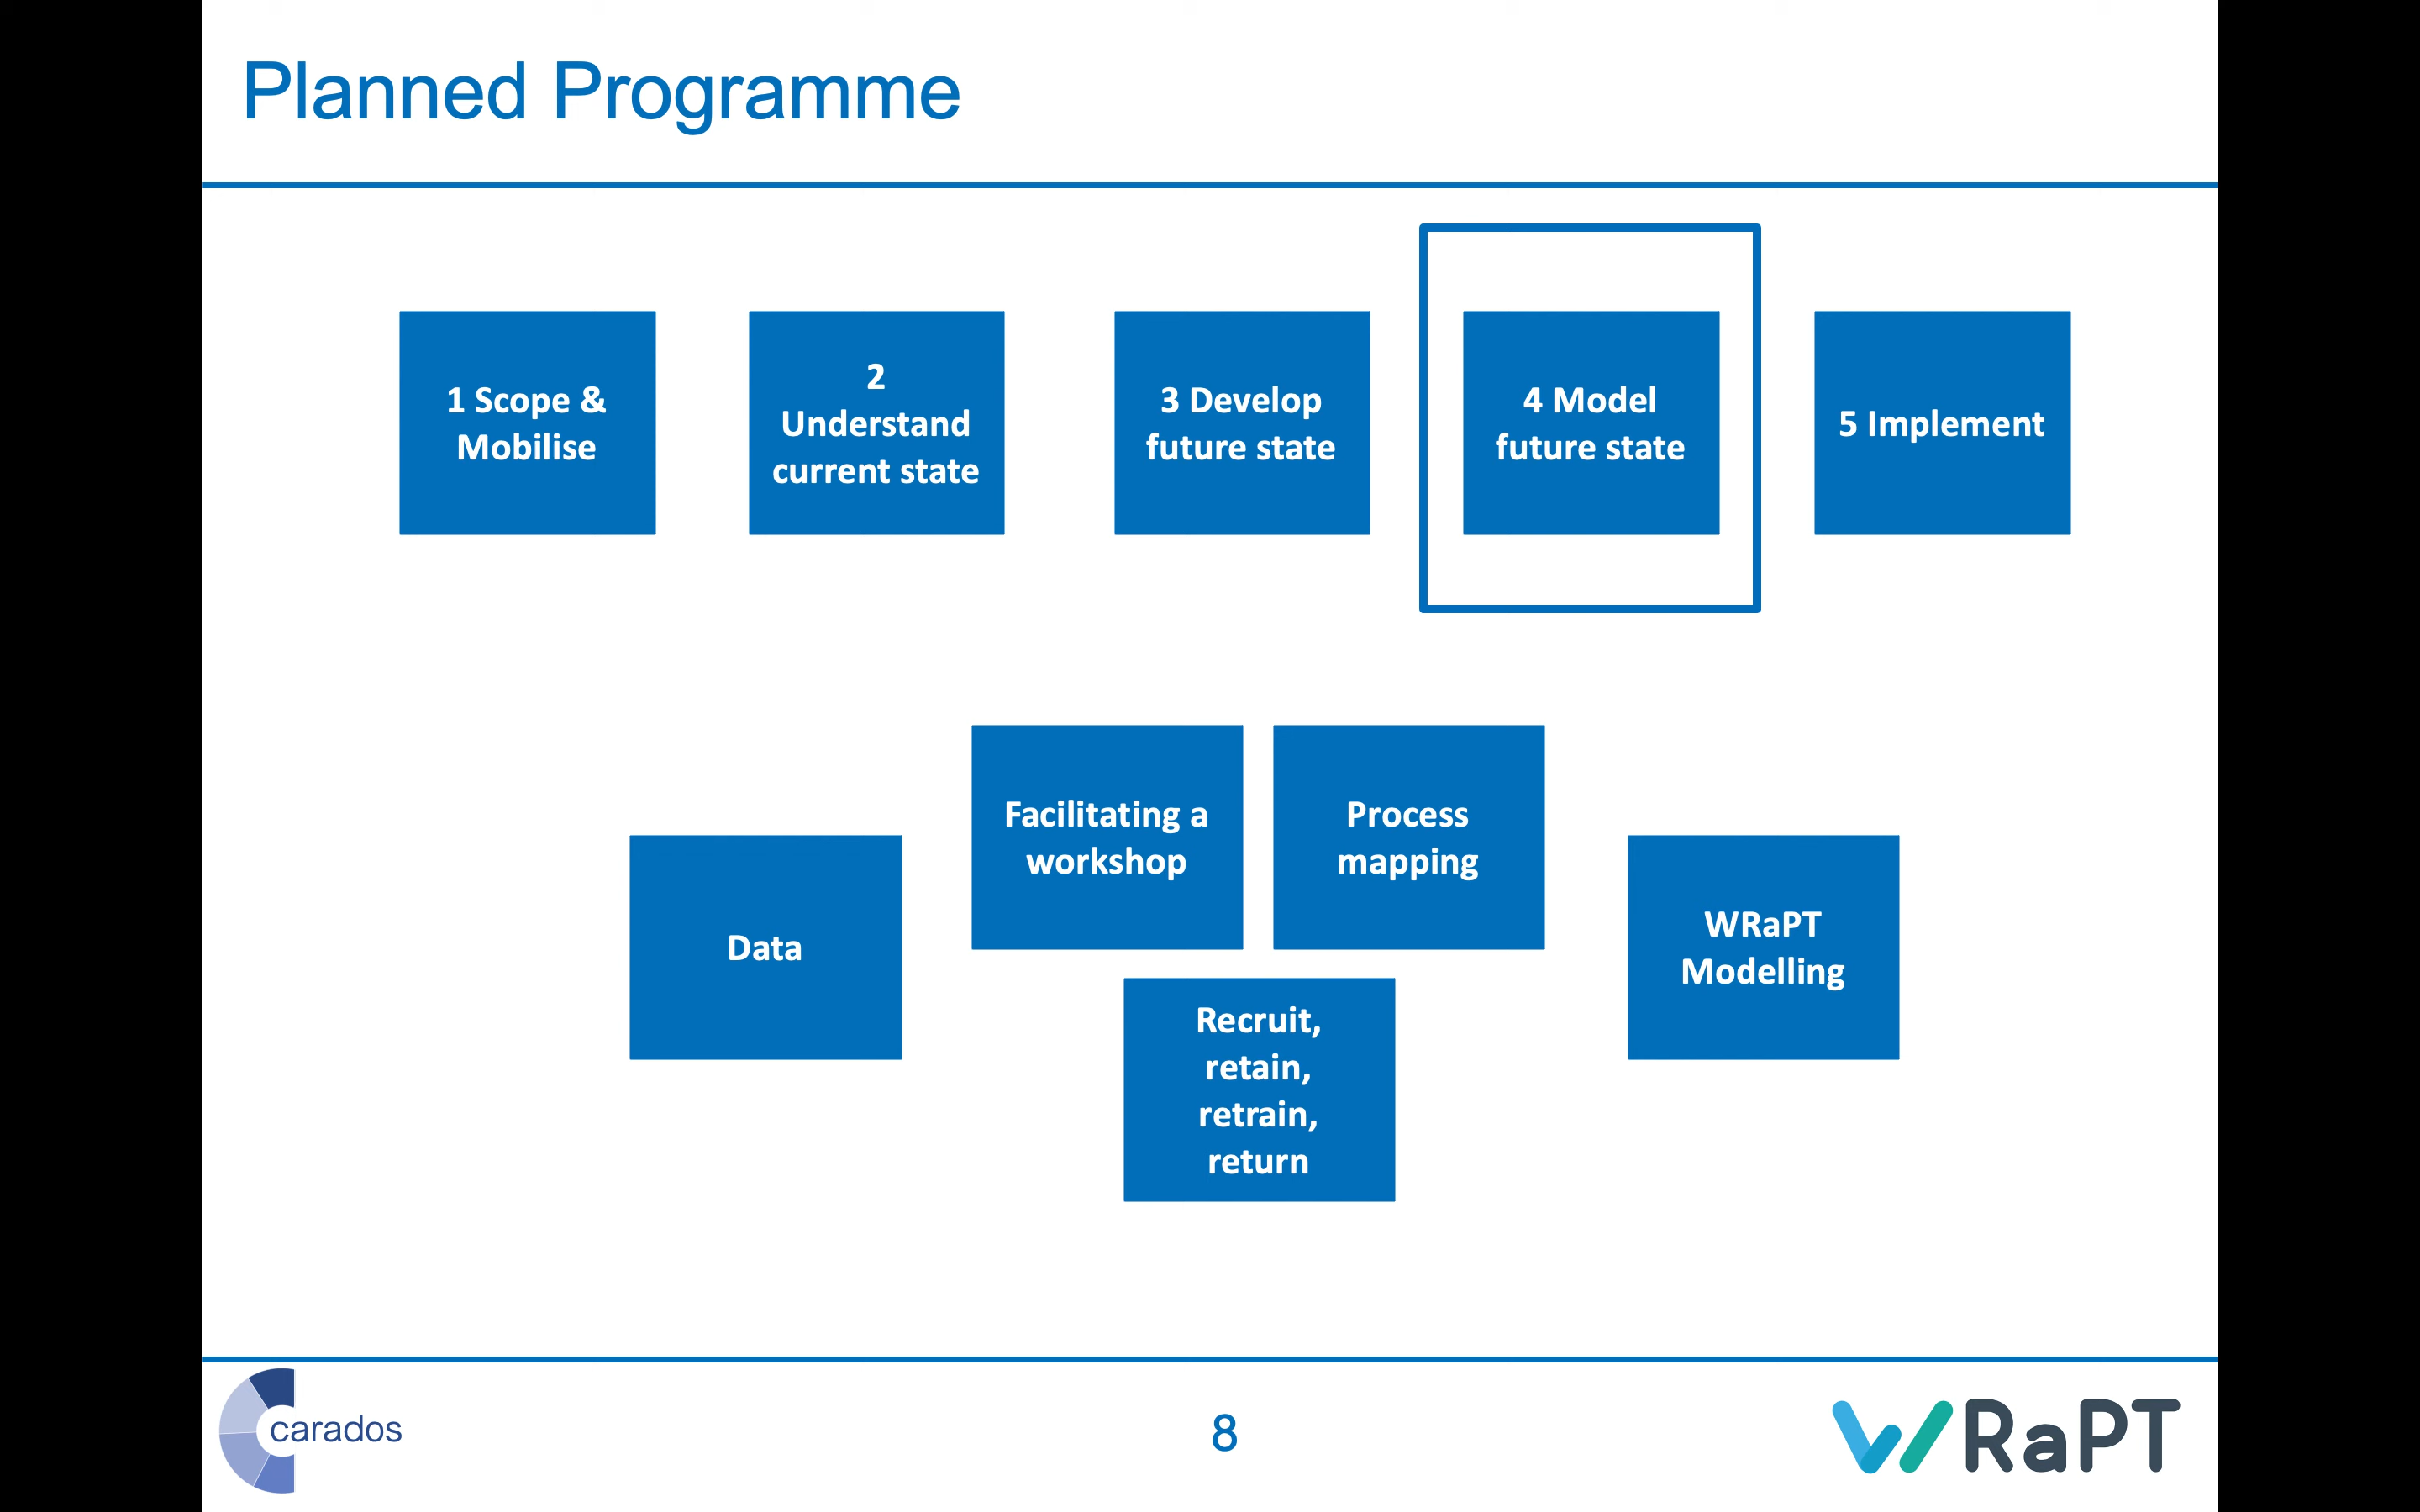 Planned Programme
1 Scope &
Mobilise
2
Understand
current state
3 Develop
future state
4 Model
future state
5 Implement
Facilitating a
workshop
Process
mapping
Data
WRaPT
Modelling
Recruit,
retain,
retrain,
return
carados
8
WRaPT